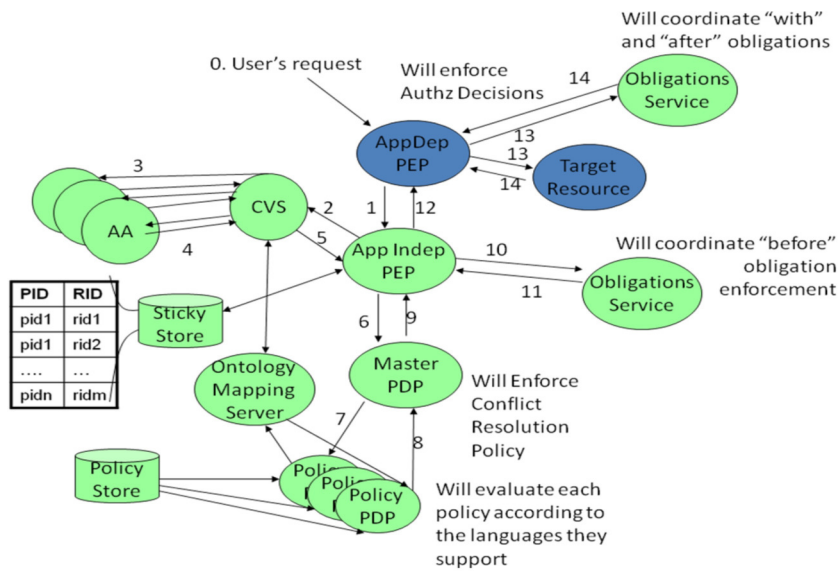 Will coordinate “with”
and “after” obligations
0. User’s request
Will enforce
Authz Decisions
14
Obligations
Service
13
AppDep
PEP
13
14
Target
Resource
3
AA
4
CVS
2
5
1
12
App Indep
PEP
10
11
Will coordinate “before”
obligation
enforcement
Obligations
Service
PID RID
pid1 rid1
pid1 rid2
.... ...
pidn ridm
Sticky
Store
6
9
Ontology
Mapping
Server
Master
PDP
Will Enforce
Conflict
Resolution
Policy
7
8
Policy
Store
Policy
P
Policy
P
Policy
PDP
Will evaluate each
policy according to
the languages they
support